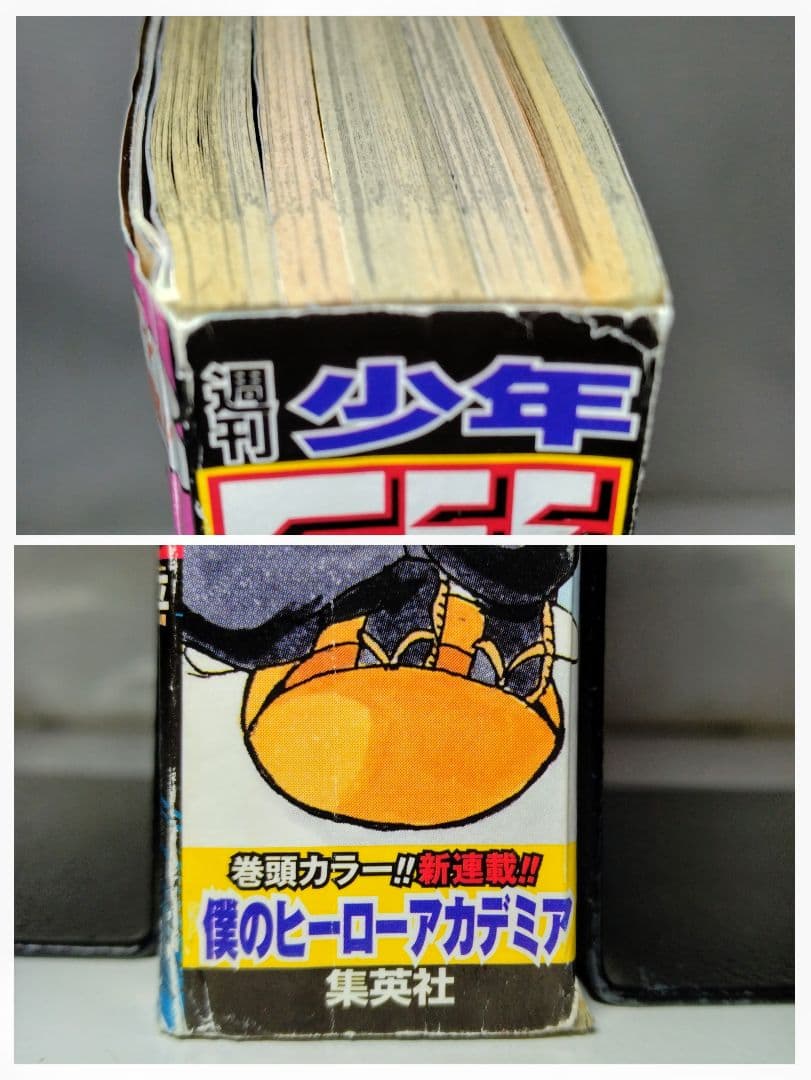 週刊
少年
巻頭カラー!!新連載!!
僕のヒーローアカデミア
集英社